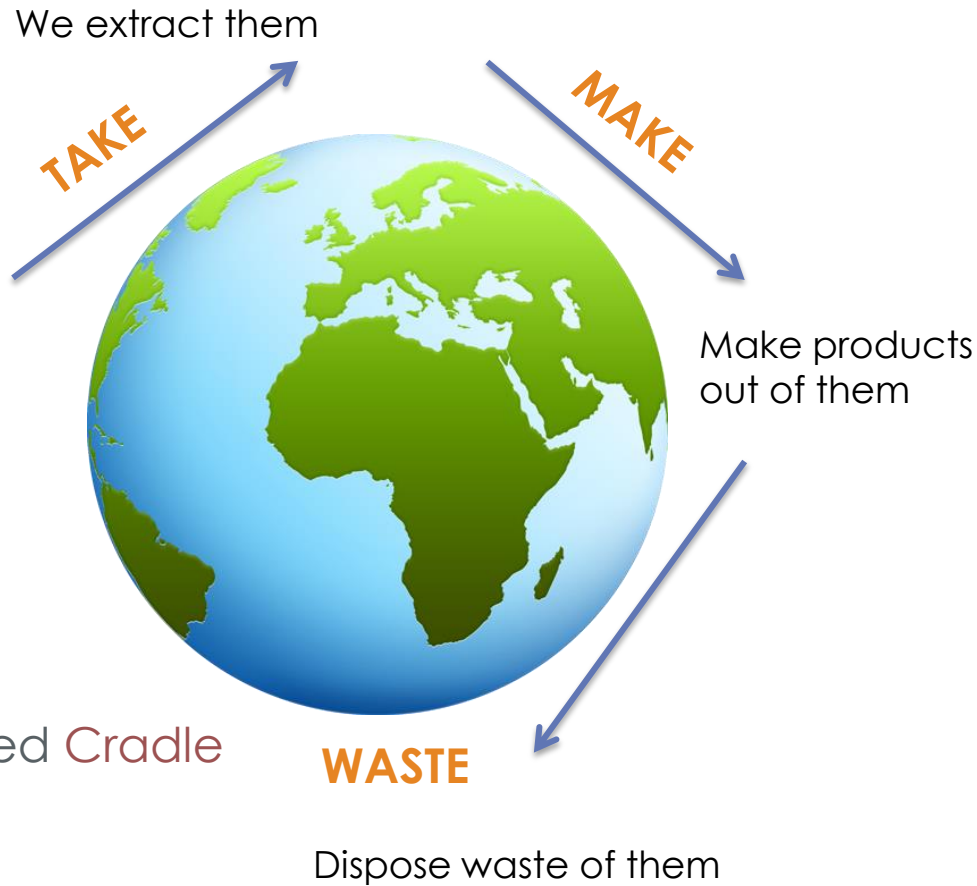 We extract them
TAKE
MAKE
Make products
out of them
Cradle
WASTE
Dispose waste of them